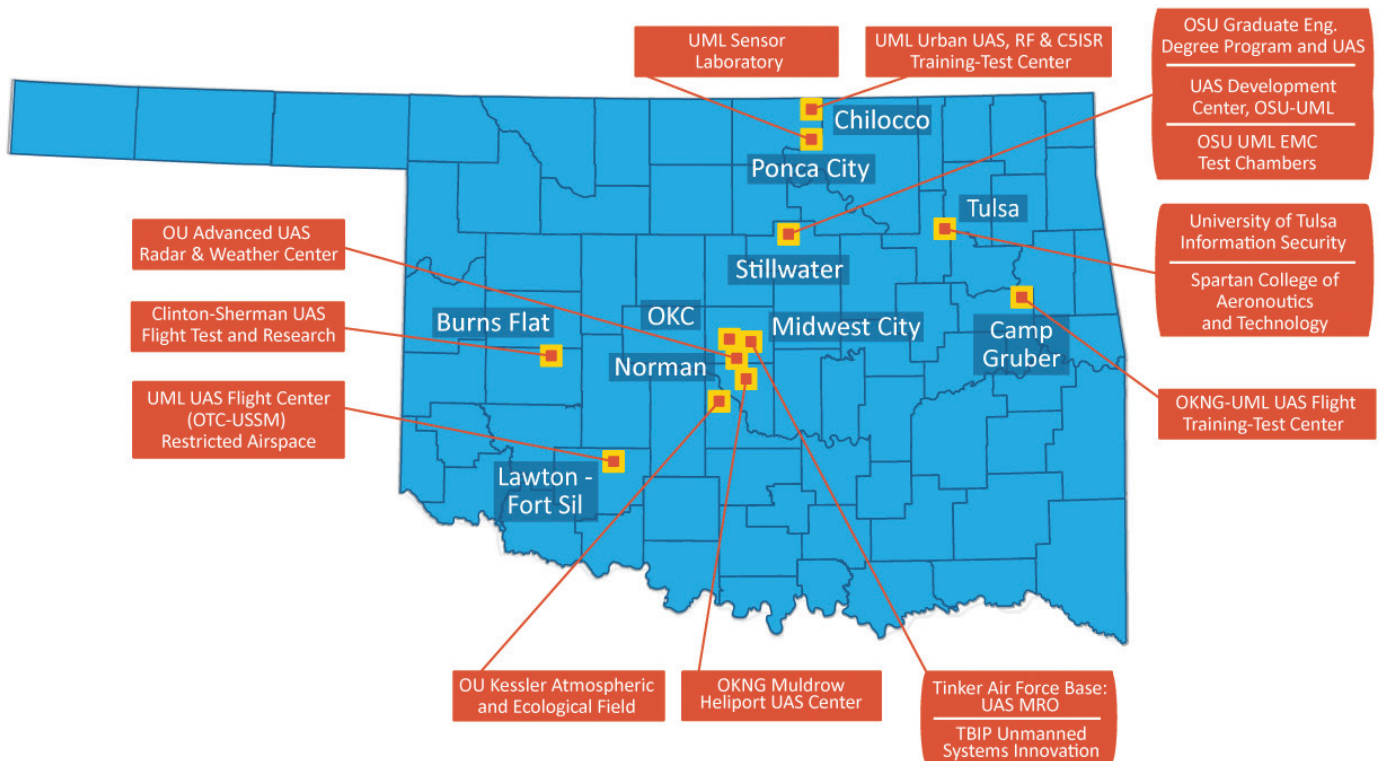 UML Sensor
Laboratory
UML Urban UAS, RF & C5ISR
Training-Test Center
OSU Graduate Eng.
Degree Program and UAS
UAS Development
Center, OSU-UML
OSU UML EMC
Test Chambers
Chilocco
Ponca City
Tulsa
Stillwater
University of Tulsa
Information Security
Spartan College of
Aeronoutics
and Technology
OU Advanced UAS
Radar & Weather Center
Clinton-Sherman UAS
Flight Test and Research
UML UAS Flight Center
(OTC-USSM)
Restricted Airspace
Burns Flat
OKC
Midwest City
Norman
Camp
Gruber
Lawton -
Fort Sil
OKNG-UML UAS Flight
Training-Test Center
OU Kessler Atmospheric
and Ecological Field
OKNG Muldrow
Heliport UAS Center
Tinker Air Force Base:
UAS MRO
TBIP Unmanned
Systems Innovation